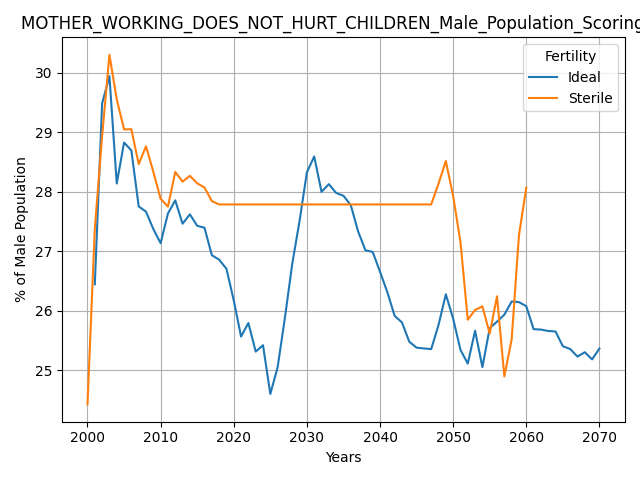 MOTHER_WORKING_DOES_NOT_HURT_CHILDREN_Male_Population_Scoring
Fertility
Ideal
Sterile
% of Male Population
30
29
28
27
26
25
2000 2010 2020 2030 2040 2050 2060 2070
Years